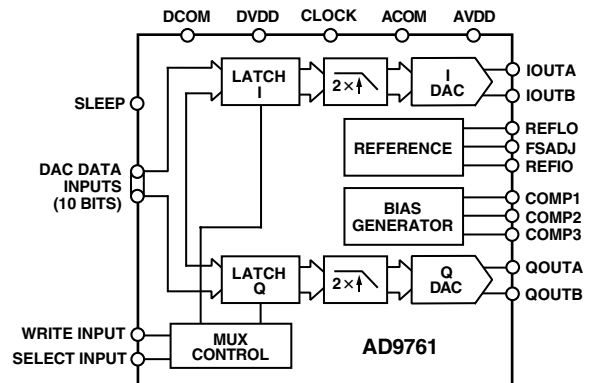 DCOM DVDD CLOCK ACOM AVDD
SLEEP
DAC DATA
INPUTS
(10 BITS)
WRITE INPUT
SELECT INPUT
LATCH
I
2×
I
DAC
IOUTA
IOUTB
REFERENCE
REFLO
FSADJ
REFIO
BIAS
GENERATOR
COMP1
COMP2
COMP3
LATCH
Q
2×
Q
DAC
QOUTA
QOUTB
MUX
CONTROL
AD9761